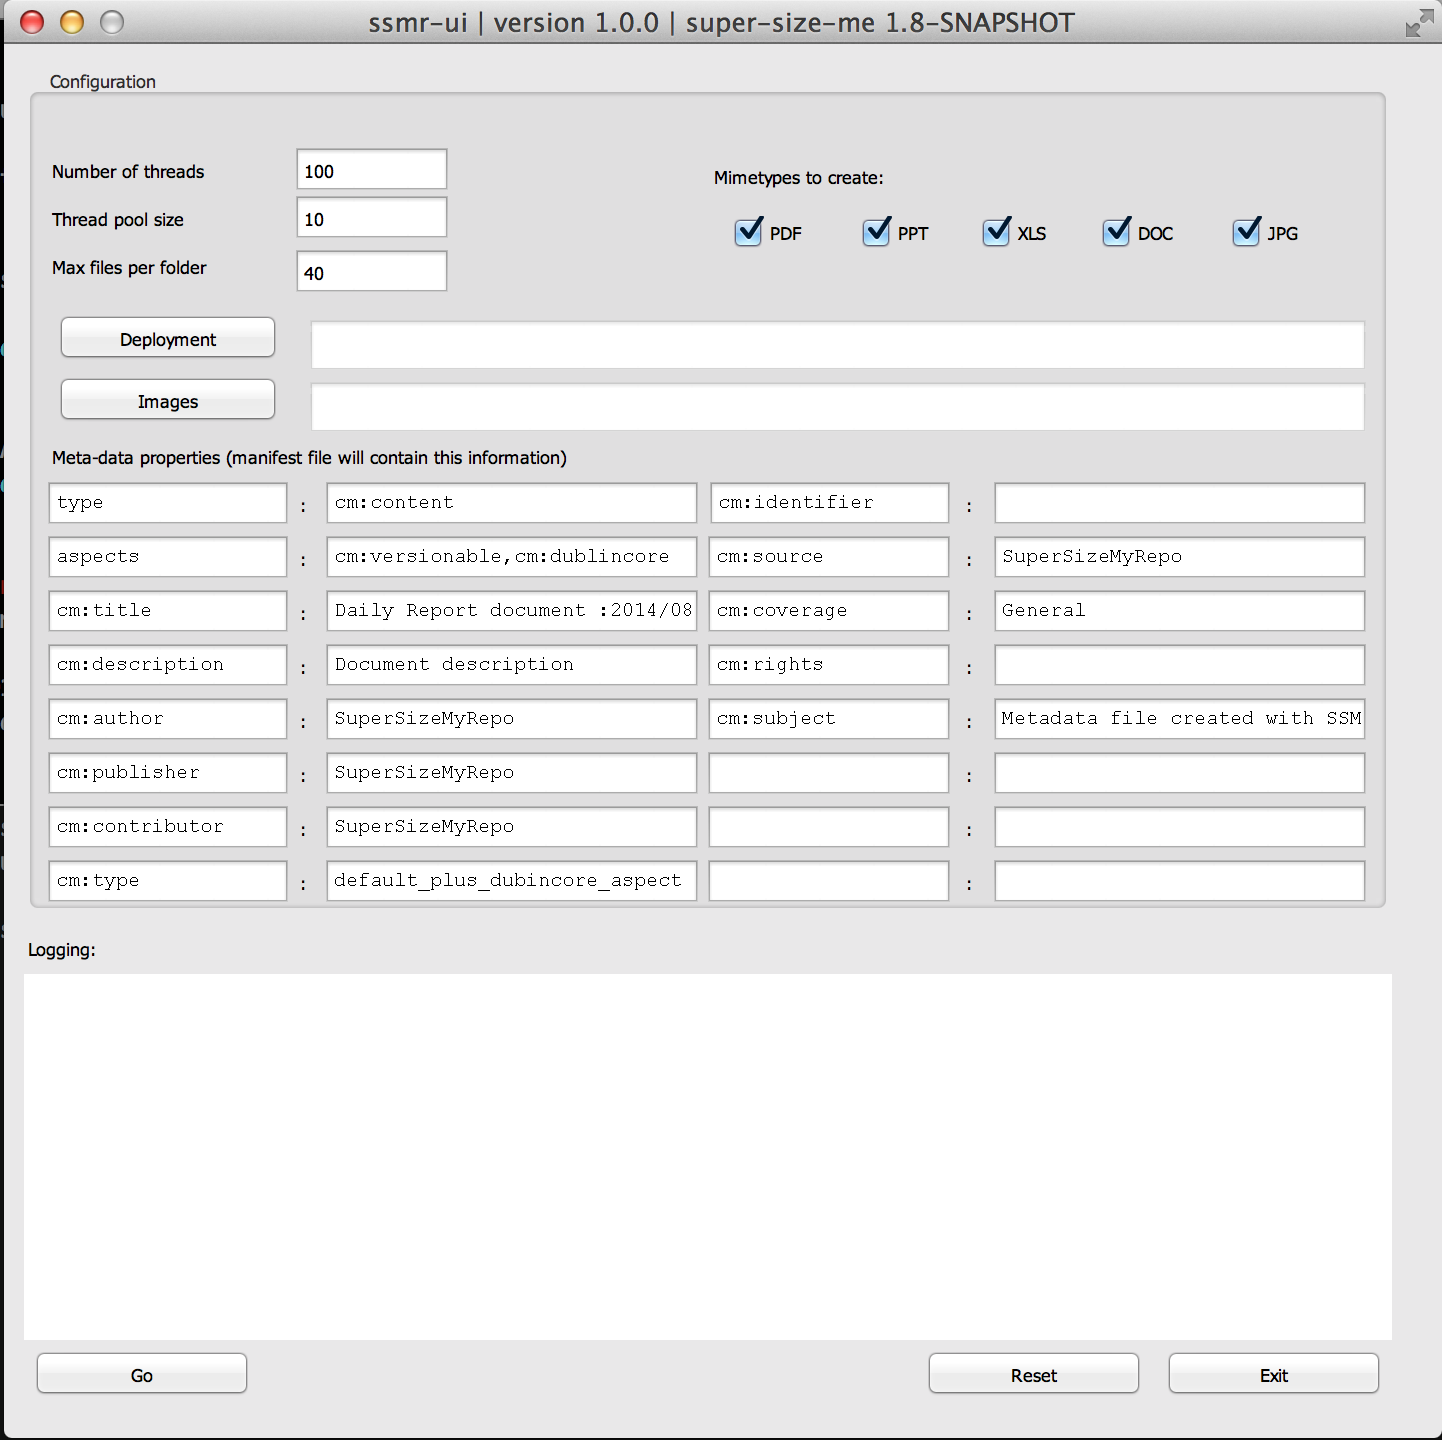 ssmr-ui | version 1.0.0 | super-size-me 1.8-SNAPSHOT
Configuration
Number of threads 100
Thread pool size 10
Max files per folder 40
Mimetypes to create:
PDF PPT XLS DOC JPG
Deployment
Images
Meta-data properties (manifest file will contain this information)
type : cm:content cm:identifier :
aspects : cm:versionable,cm:dublincore cm:source : SuperSizeMyRepo
cm:title : Daily Report document :2014/08 cm:coverage : General
cm:description : Document description cm:rights :
cm:author : SuperSizeMyRepo cm:subject : Metadata file created with SSM
cm:publisher : SuperSizeMyRepo :
cm:contributor : SuperSizeMyRepo :
cm:type : default_plus_dubincore_aspect :
Logging:
Go Reset Exit